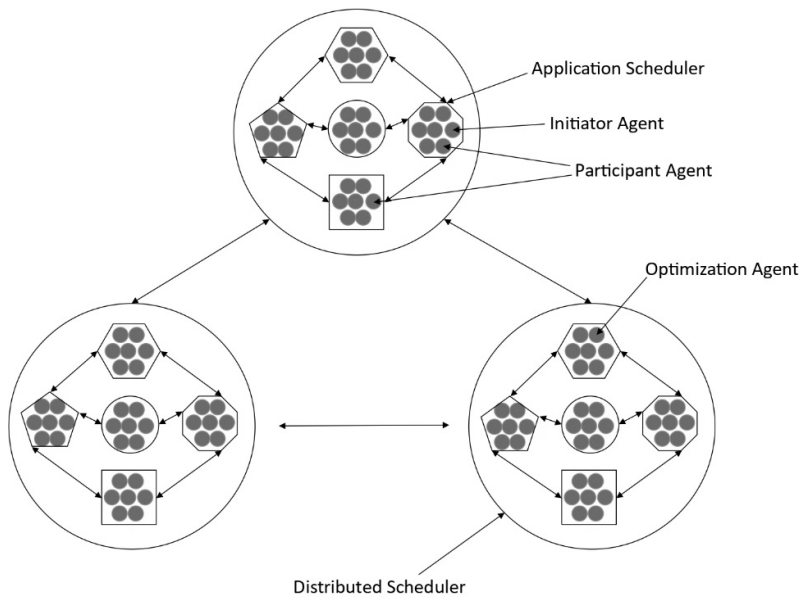 Application Scheduler
Initiator Agent
Participant Agent
Optimization Agent
Distributed Scheduler